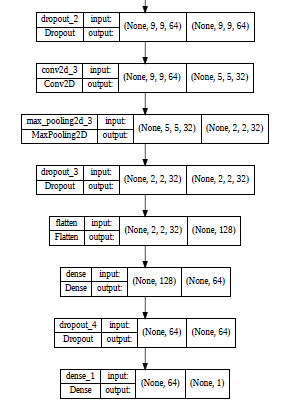 dropout_2 input: (None, 9, 9, 64) (None, 9, 9, 64)
Dropout output:
conv2d_3 input: (None, 9, 9, 64) (None, 5, 5, 32)
Conv2D output:
max_pooling2d_3 input: (None, 5, 5, 32) (None, 2, 2, 32)
MaxPooling2D output:
dropout_3 input: (None, 2, 2, 32) (None, 2, 2, 32)
Dropout output:
flatten input: (None, 2, 2, 32) (None, 128)
Flatten output:
dense input: (None, 128) (None, 64)
Dense output:
dropout_4 input: (None, 64) (None, 64)
Dropout output:
dense_1 input: (None, 64) (None, 1)
Dense output: